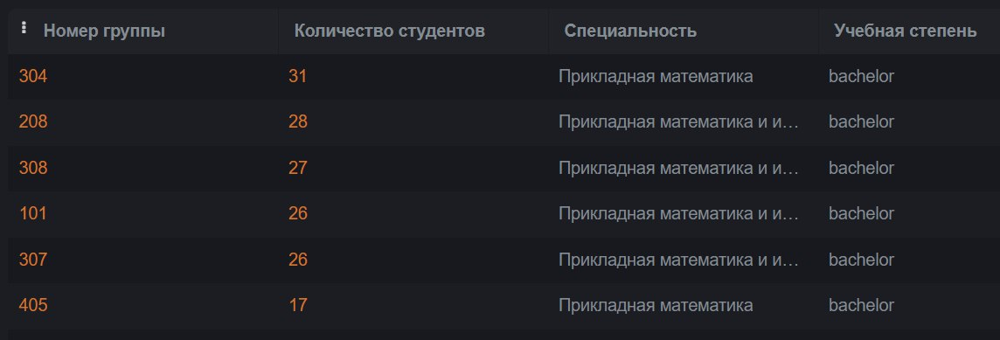 Номер группы Количество студентов Специальность Учебная степень
304 31 Прикладная математика bachelor
208 28 Прикладная математика и и... bachelor
308 27 Прикладная математика и и... bachelor
101 26 Прикладная математика и и... bachelor
307 26 Прикладная математика и и... bachelor
405 17 Прикладная математика bachelor